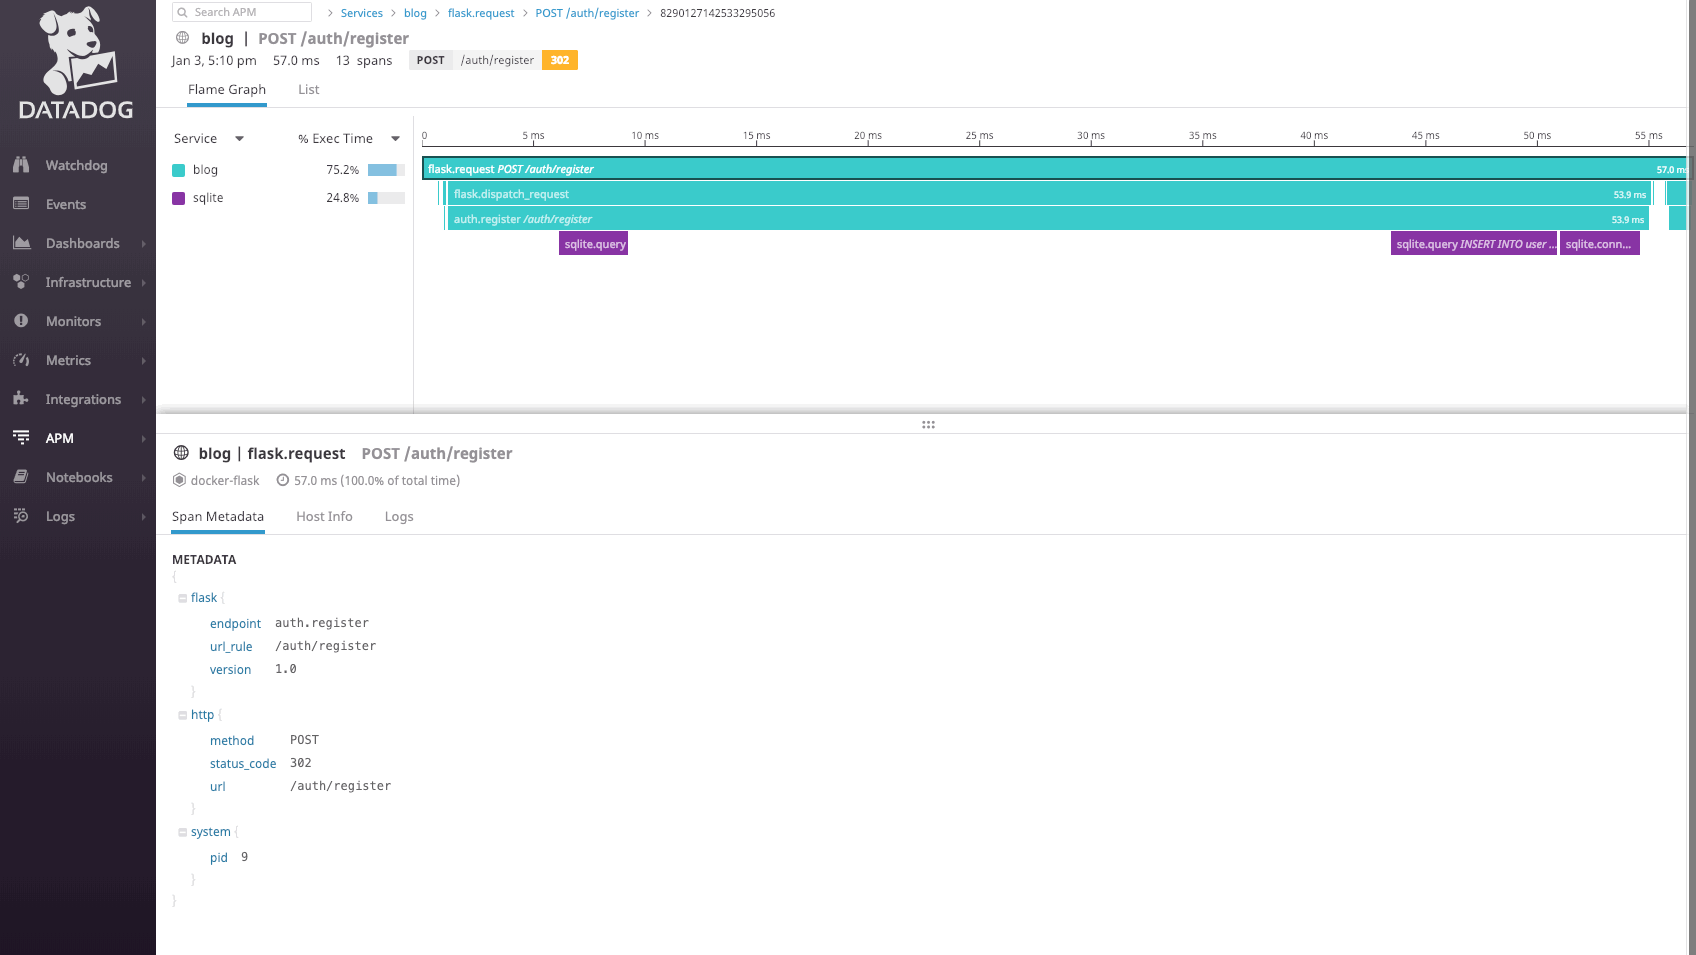 DATADOG
Watchdog
Events
Dashboards
Infrastructure
Monitors
Metrics
Integrations
APM
Notebooks
Logs
Search APM > Services > blog > flask.request > POST /auth/register > 8290127142533295056
blog | POST /auth/register
Jan 3, 5:10 pm 57.0 ms 13 spans POST /auth/register 302
Flame Graph List
Service % Exec Time
blog 75.2%
sqlite 24.8%
0 5 ms 10 ms 15 ms 20 ms 25 ms 30 ms 35 ms 40 ms 45 ms 50 ms 55 ms
flask.request POST /auth/register 57.0 ms
flask.dispatch_request 53.9 ms
auth.register /auth/register 53.9 ms
sqlite.query sqlite.query INSERT INTO user ... sqlite.conn...
blog | flask.request POST /auth/register
docker-flask 57.0 ms (100.0% of total time)
Span Metadata Host Info Logs
METADATA
{
flask {
endpoint auth.register
url_rule /auth/register
version 1.0
}
http {
method POST
status_code 302
url /auth/register
}
system {
pid 9
}
}